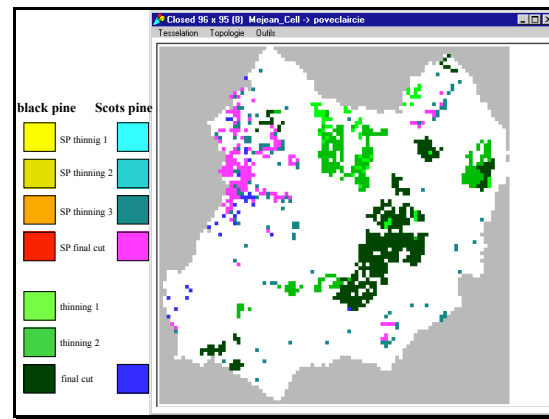 Closed 96 x 95 (8) Mejean_Cell -> poveclaircie
Tesselation Topologie Outils
black pine Scots pine
SP thinnig 1
SP thinning 2
SP thinning 3
SP final cut
thinning 1
thinning 2
final cut